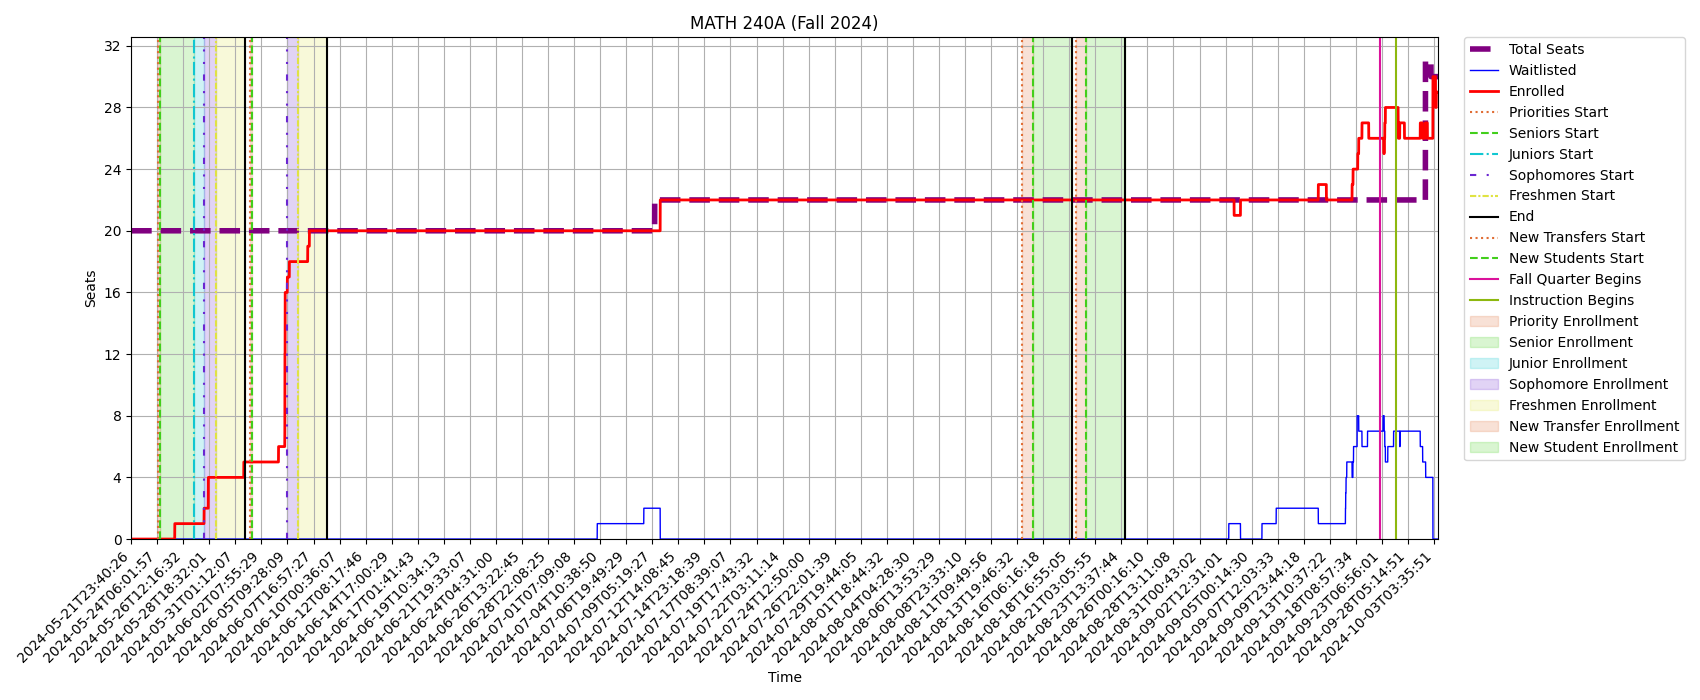 MATH 240A (Fall 2024)
Seats
32
28
24
20
16
12
8
4
0
2024-05-21T23:40:26
2024-05-24T06:01:57
2024-05-26T12:16:32
2024-05-28T18:32:01
2024-05-31T01:12:07
2024-06-02T07:55:29
2024-06-05T09:28:09
2024-06-07T16:57:27
2024-06-10T00:36:07
2024-06-12T08:17:46
2024-06-14T17:00:29
2024-06-17T01:41:43
2024-06-19T10:34:13
2024-06-21T19:33:07
2024-06-24T04:31:00
2024-06-26T13:22:45
2024-06-28T22:08:25
2024-07-01T07:09:08
2024-07-04T10:38:50
2024-07-06T19:49:29
2024-07-09T05:19:27
2024-07-12T14:08:45
2024-07-14T23:18:39
2024-07-17T08:39:07
2024-07-19T17:43:32
2024-07-22T03:11:14
2024-07-24T12:50:00
2024-07-26T22:01:39
2024-07-29T19:44:05
2024-08-01T18:44:32
2024-08-04T04:28:30
2024-08-06T13:53:29
2024-08-08T23:33:10
2024-08-11T09:49:56
2024-08-13T19:46:32
2024-08-16T06:16:18
2024-08-18T16:55:05
2024-08-21T03:05:55
2024-08-23T13:37:44
2024-08-26T00:16:10
2024-08-28T13:11:08
2024-08-31T00:43:02
2024-09-02T12:31:01
2024-09-05T00:14:30
2024-09-07T12:03:33
2024-09-09T23:44:18
2024-09-13T10:37:22
2024-09-18T08:57:34
2024-09-23T06:56:01
2024-09-28T05:14:51
2024-10-03T03:35:51
Time
Total Seats
Waitlisted
Enrolled
Priorities Start
Seniors Start
Juniors Start
Sophomores Start
Freshmen Start
End
New Transfers Start
New Students Start
Fall Quarter Begins
Instruction Begins
Priority Enrollment
Senior Enrollment
Junior Enrollment
Sophomore Enrollment
Freshmen Enrollment
New Transfer Enrollment
New Student Enrollment